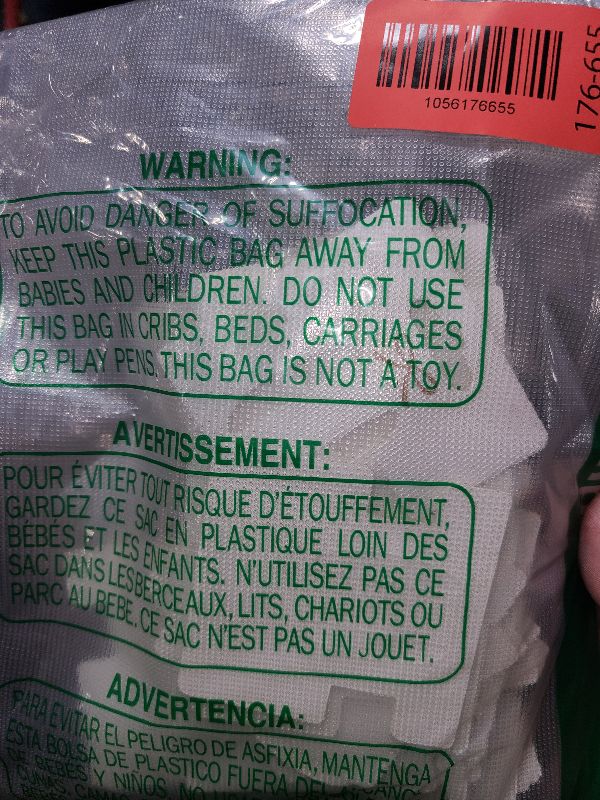 1056176655
176-655
WARNING:
TO AVOID DANGER OF SUFFOCATION,
KEEP THIS PLASTIC BAG AWAY FROM
BABIES AND CHILDREN. DO NOT USE
THIS BAG IN CRIBS, BEDS, CARRIAGES
OR PLAY PENS. THIS BAG IS NOT A TOY.
AVERTISSEMENT:
POUR ÉVITER TOUT RISQUE D'ÉTOUFFEMENT,
GARDEZ CE SAC EN PLASTIQUE LOIN DES
BÉBÉS ET LES ENFANTS. N'UTILISEZ PAS CE
SAC DANS LES BERCEAUX, LITS, CHARIOTS OU
PARC AU BEBE. CE SAC N'EST PAS UN JOUET.
ADVERTENCIA:
PARA EVITAR EL PELIGRO DE ASFIXIA, MANTENGA
ESTA BOLSA DE PLASTICO FUERA DEL
DE BEBES Y NIÑOS. NO
CUNAS, CAMAS